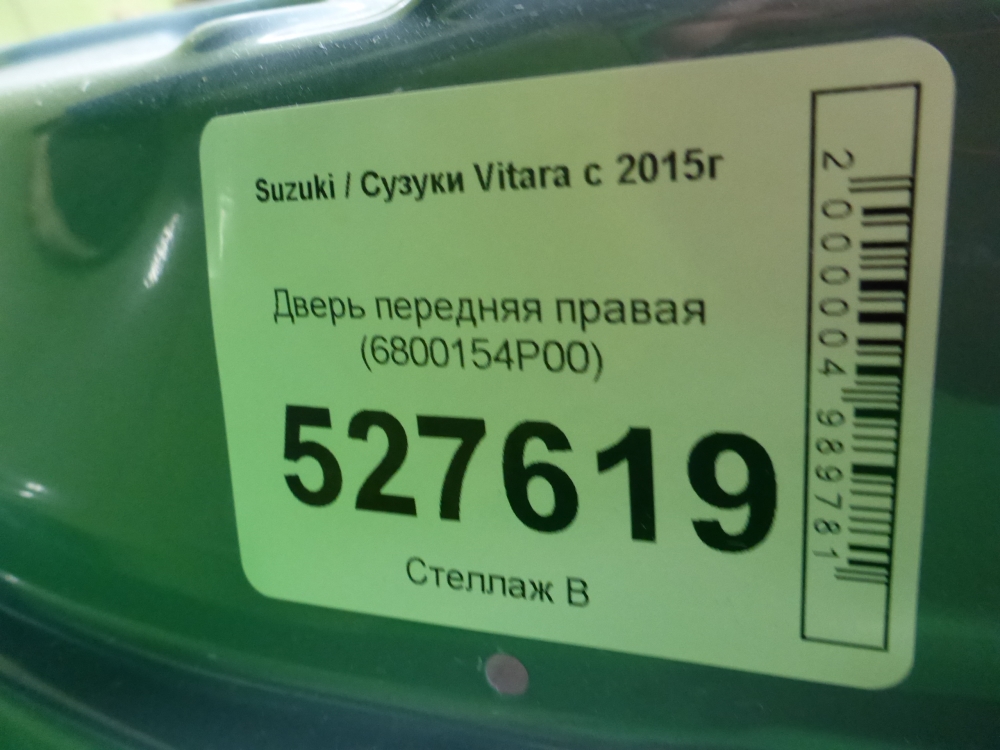 Suzuki / Сузуки Vitara с 2015г
Дверь передняя правая
(6800154P00)
527619
Стеллаж В
2000004989781